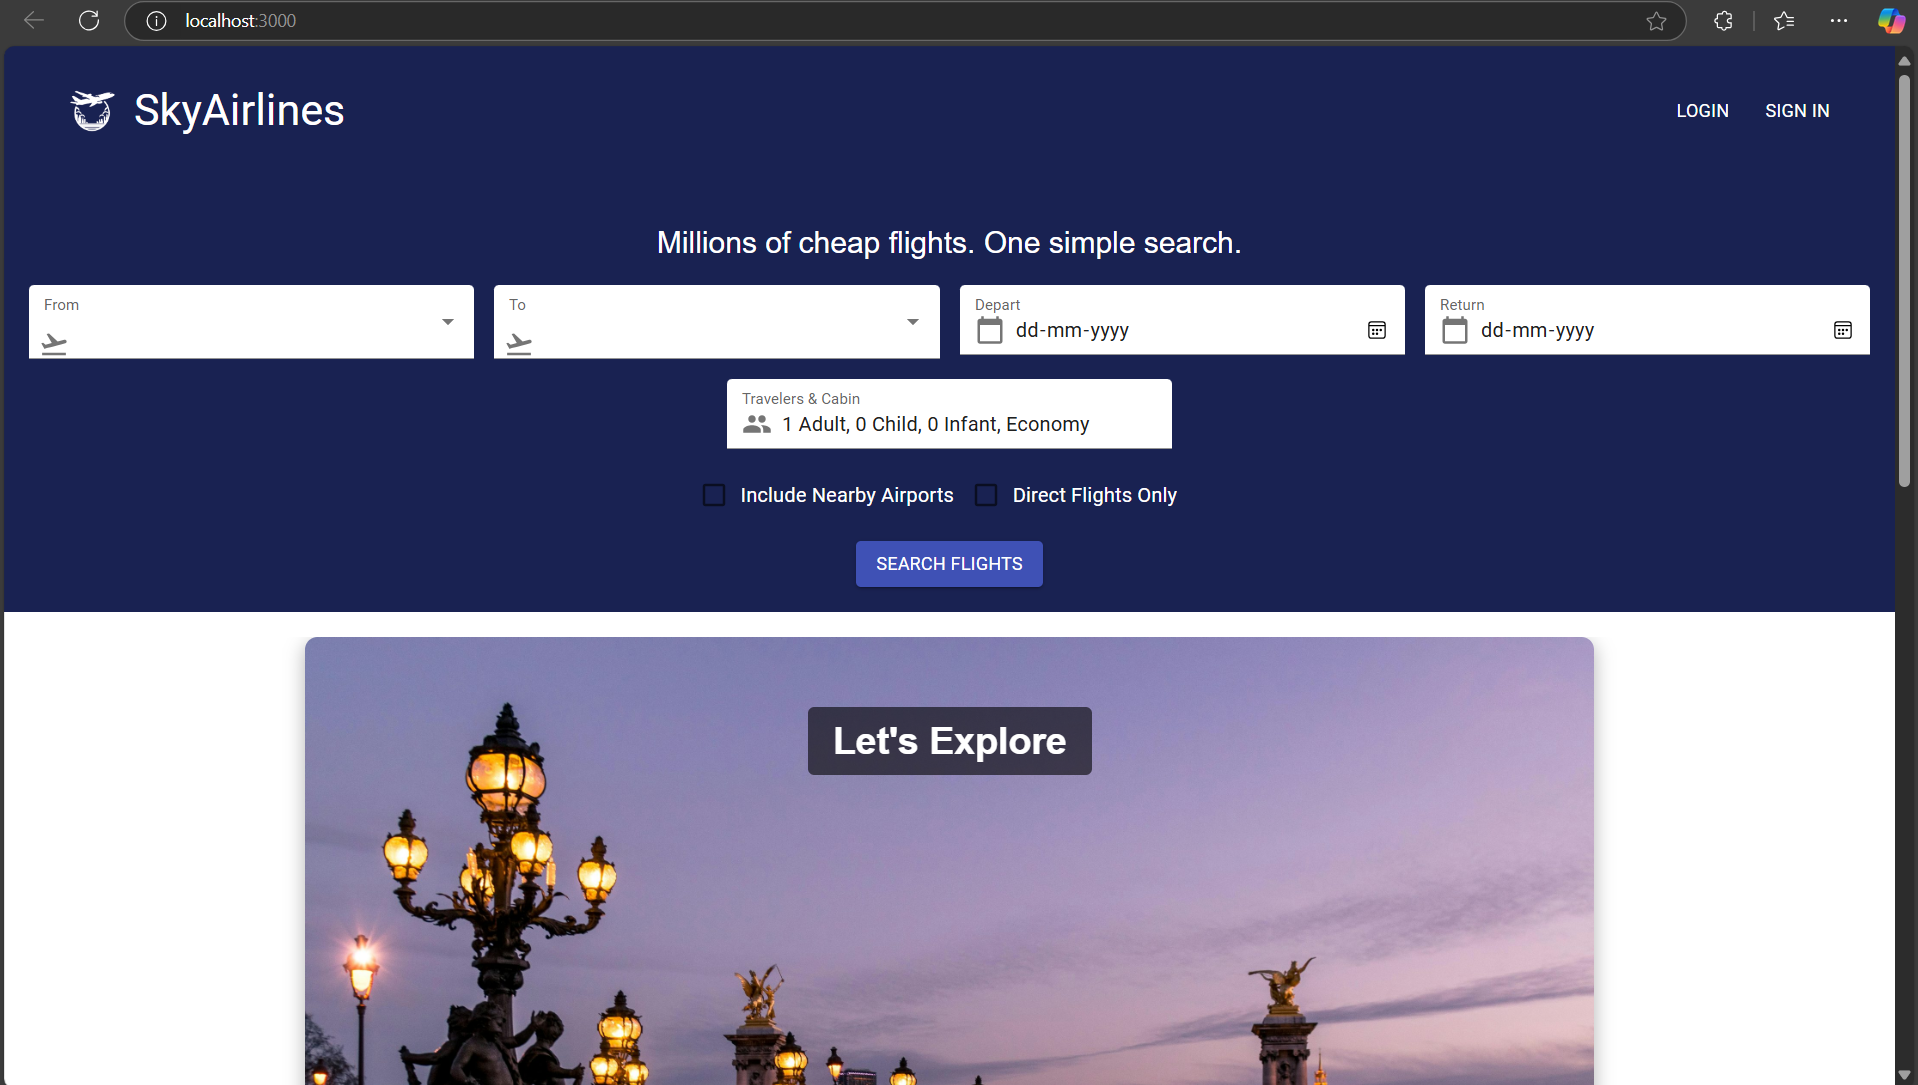 localhost:3000
SkyAirlines
LOGIN SIGN IN
Millions of cheap flights. One simple search.
From To Depart Return
dd-mm-yyyy dd-mm-yyyy
Travelers & Cabin
1 Adult, 0 Child, 0 Infant, Economy
Include Nearby Airports Direct Flights Only
SEARCH FLIGHTS
Let's Explore